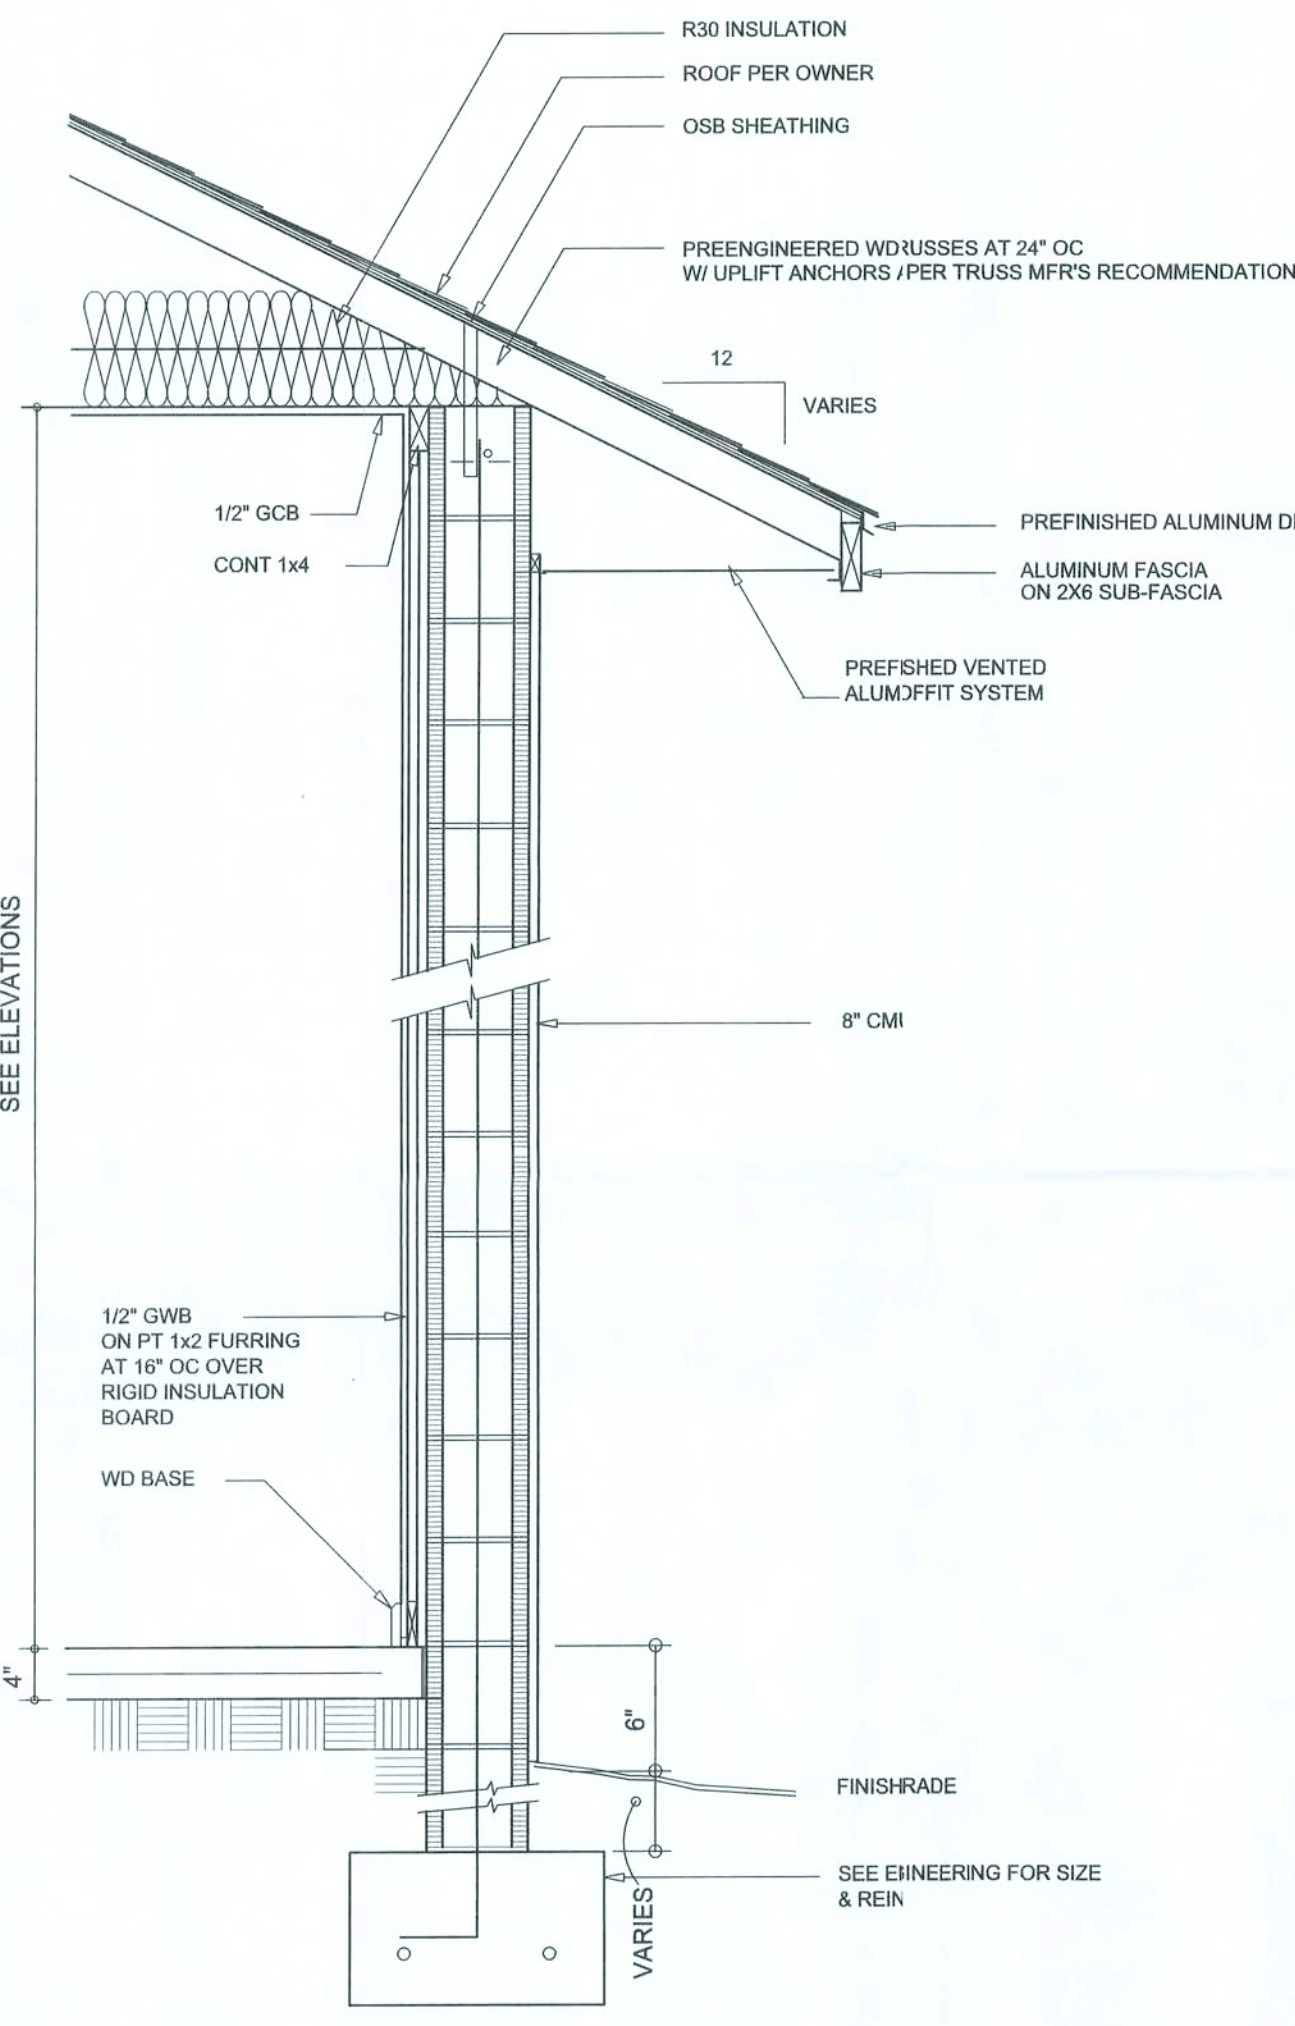 R30 INSULATION
ROOF PER OWNER
OSB SHEATHING
PREENGINEERED WDRUSSES AT 24" OC
W/ UPLIFT ANCHORS PER TRUSS MFR'S RECOMMENDATION
12
VARIES
1/2" GCB
CONT 1x4
PREFINISHED ALUMINUM
ALUMINUM FASCIA
ON 2X6 SUB-FASCIA
PREFISHED VENTED
ALUMOFFIT SYSTEM
SEE ELEVATIONS
8" CM
1/2" GWB
ON PT 1x2 FURRING
AT 16" OC OVER
RIGID INSULATION
BOARD
WD BASE
4"
6"
FINISHRADE
SEE EINEERING FOR SIZE
& REIN
VARIES